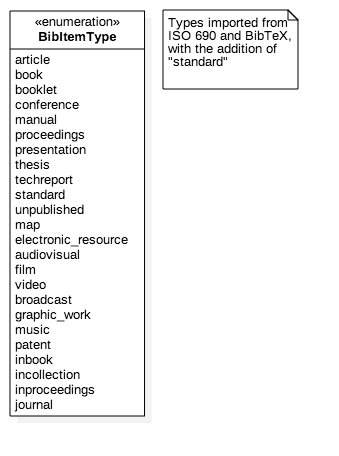 «enumeration»
BibItemType
article
book
booklet
conference
manual
proceedings
presentation
thesis
techreport
standard
unpublished
map
electronic_resource
audiovisual
film
video
broadcast
graphic_work
music
patent
inbook
incollection
inproceedings
journal
Types imported from
ISO 690 and BibTeX,
with the addition of
"standard"